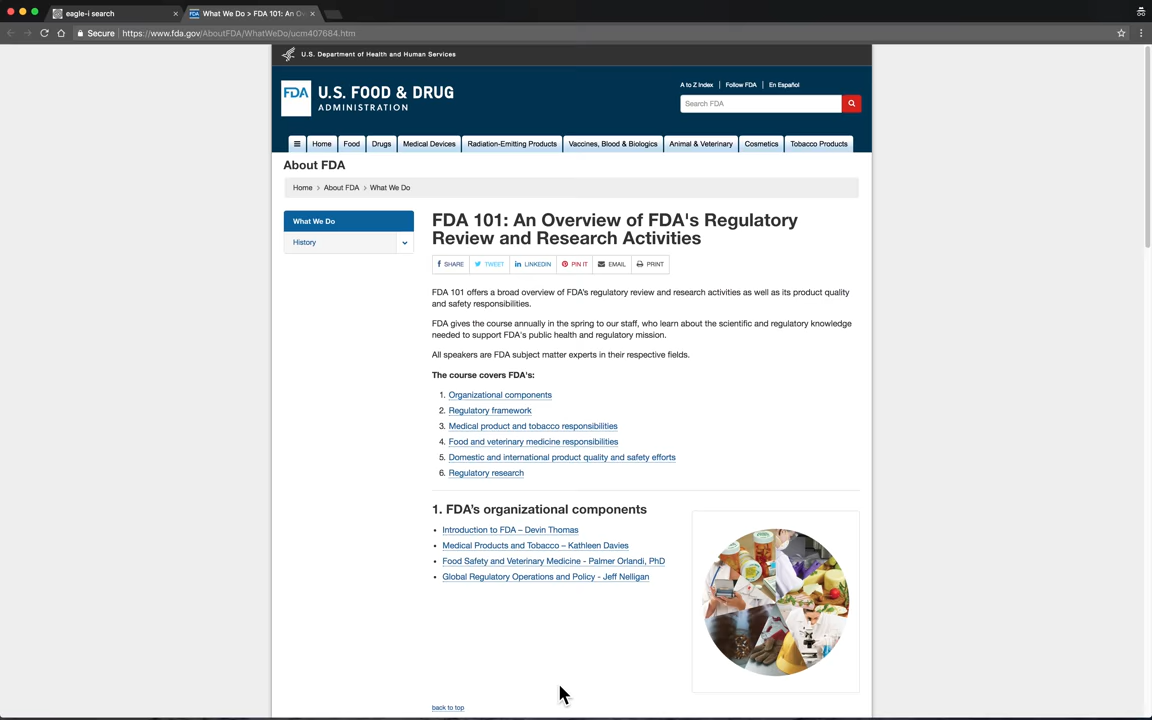 eagle-i search
FDA What We Do > FDA 101: An Ov
Secure https://www.fda.gov/AboutFDA/WhatWeDo/ucm407684.htm
U.S. Department of Health and Human Services
A to Z Index Follow FDA En Español
FDA U.S. FOOD & DRUG
ADMINISTRATION
Search FDA
Home Food Drugs Medical Devices Radiation-Emitting Products Vaccines, Blood & Biologics Animal & Veterinary Cosmetics Tobacco Products
About FDA
Home > About FDA > What We Do
What We Do
History
FDA 101: An Overview of FDA's Regulatory
Review and Research Activities
SHARE TWEET LINKEDIN PIN IT EMAIL PRINT
FDA 101 offers a broad overview of FDA's regulatory review and research activities as well as its product quality
and safety responsibilities.
FDA gives the course annually in the spring to our staff, who learn about the scientific and regulatory knowledge
needed to support FDA's public health and regulatory mission.
All speakers are FDA subject matter experts in their respective fields.
The course covers FDA's:
1. Organizational components
2. Regulatory framework
3. Medical product and tobacco responsibilities
4. Food and veterinary medicine responsibilities
5. Domestic and international product quality and safety efforts
6. Regulatory research
1. FDA's organizational components
• Introduction to FDA – Devin Thomas
• Medical Products and Tobacco – Kathleen Davies
• Food Safety and Veterinary Medicine - Palmer Orlandi, PhD
• Global Regulatory Operations and Policy - Jeff Nelligan
back to top